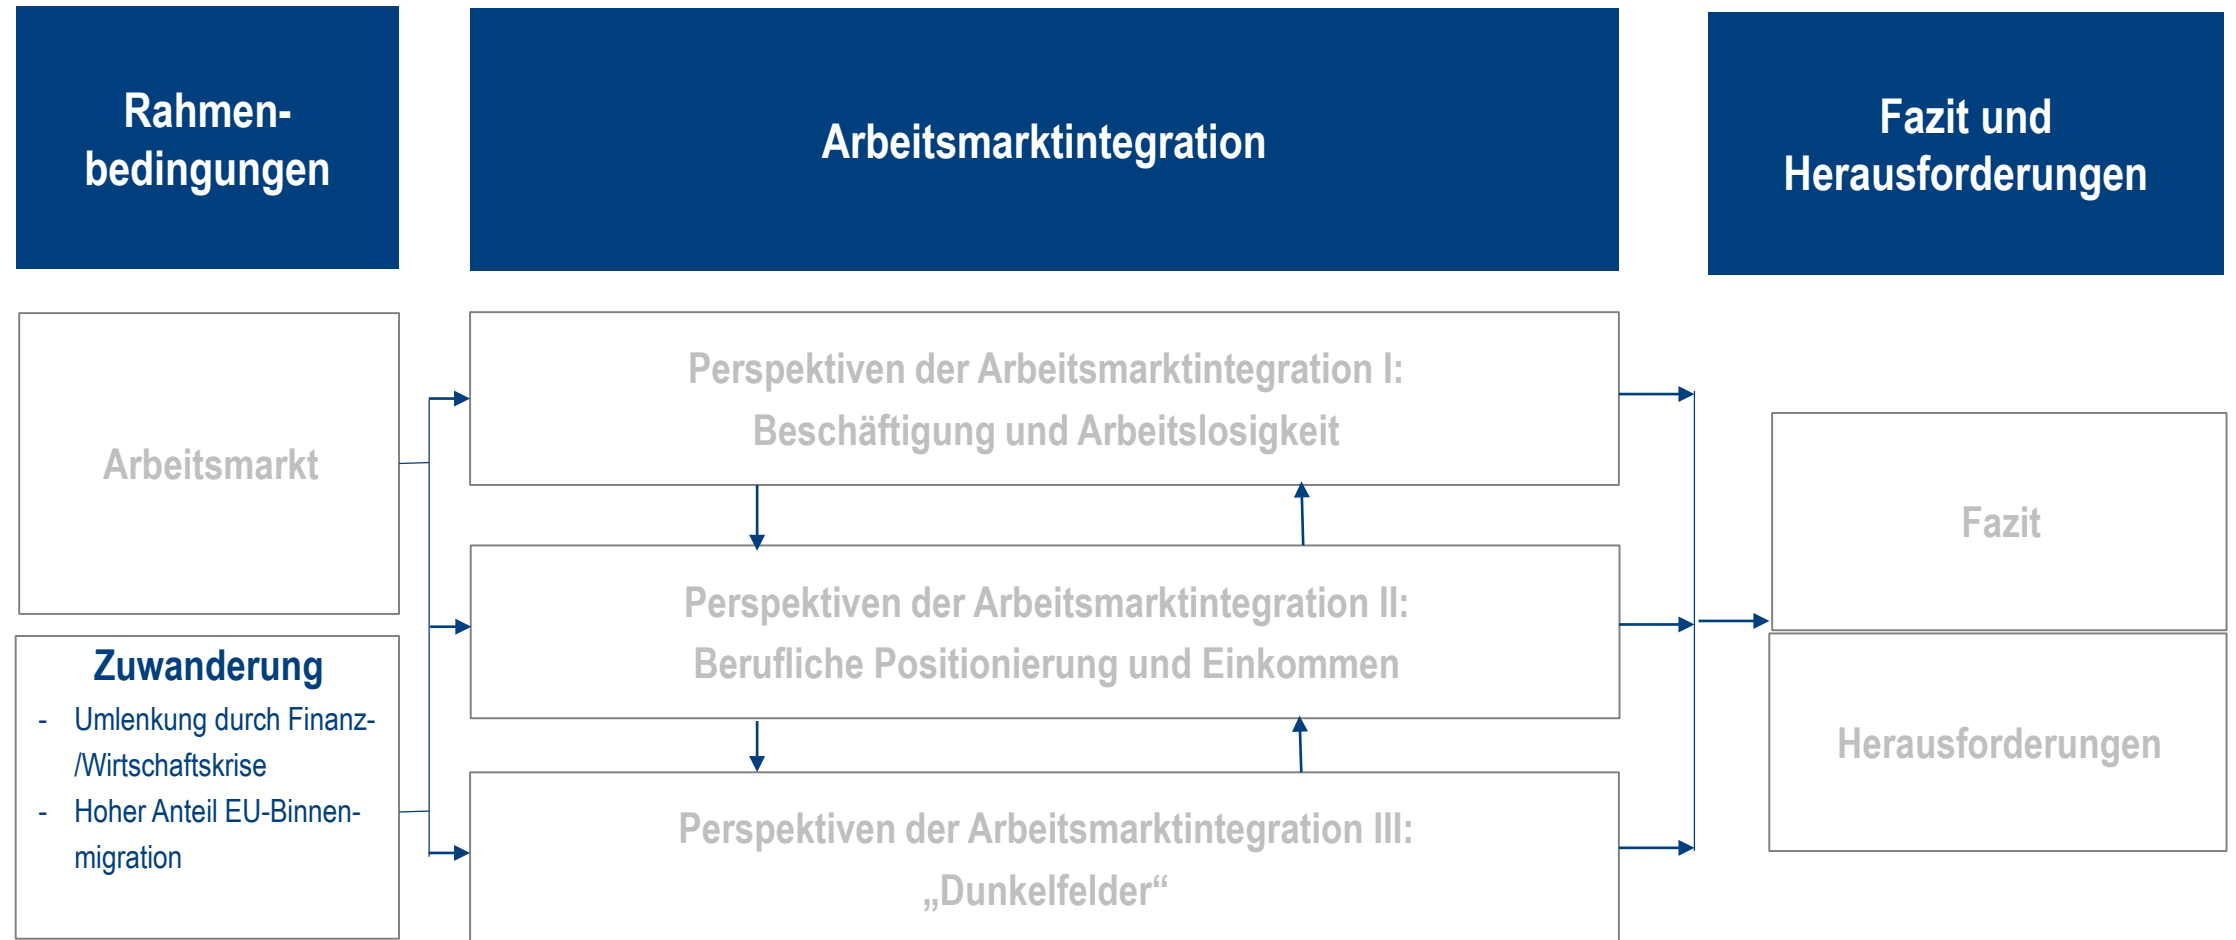 Rahmen-
bedingungen
Arbeitsmarktintegration
Fazit und
Herausforderungen
Arbeitsmarkt
Zuwanderung
- Umlenkung durch Finanz-
/Wirtschaftskrise
- Hoher Anteil EU-Binnen-
migration
Perspektiven der Arbeitsmarktintegration I:
Beschäftigung und Arbeitslosigkeit
Perspektiven der Arbeitsmarktintegration II:
Berufliche Positionierung und Einkommen
Perspektiven der Arbeitsmarktintegration III:
„Dunkelfelder“
Fazit
Herausforderungen